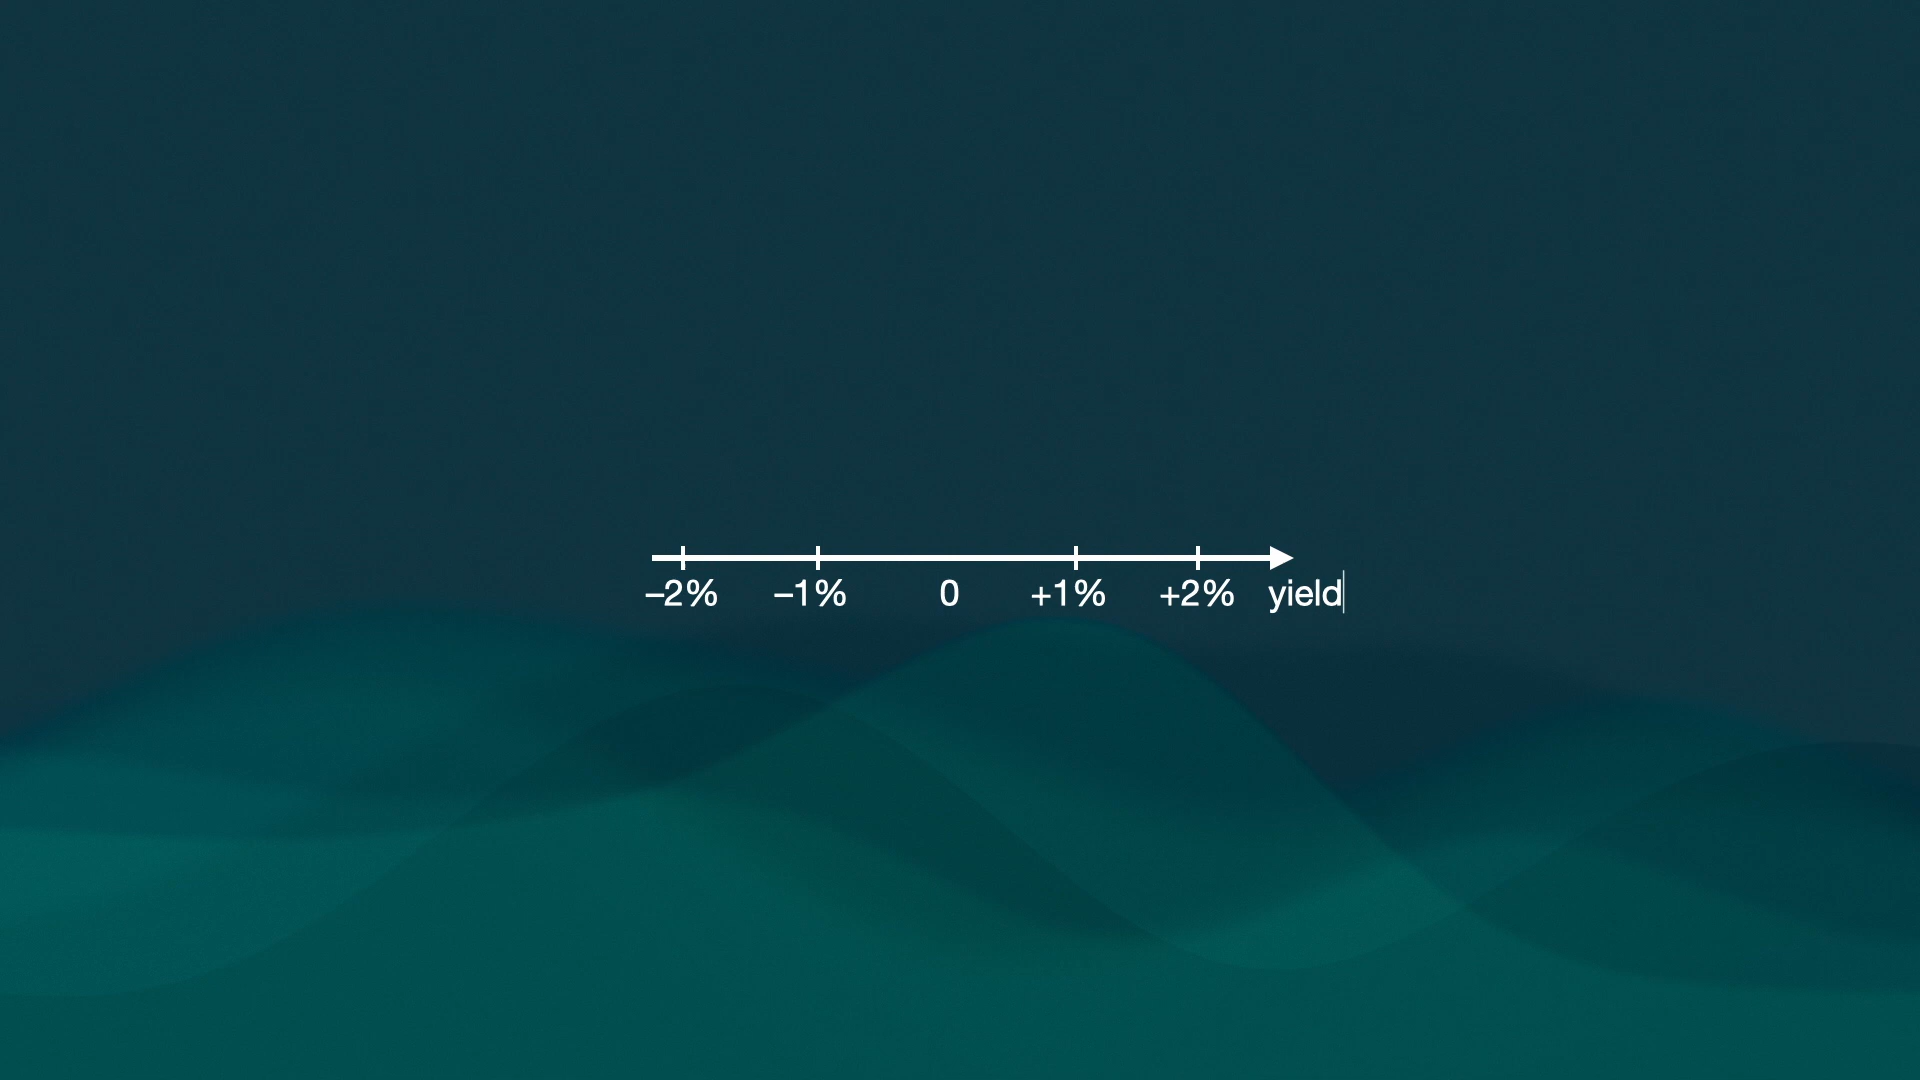 –2% –1% 0 +1% +2% yield